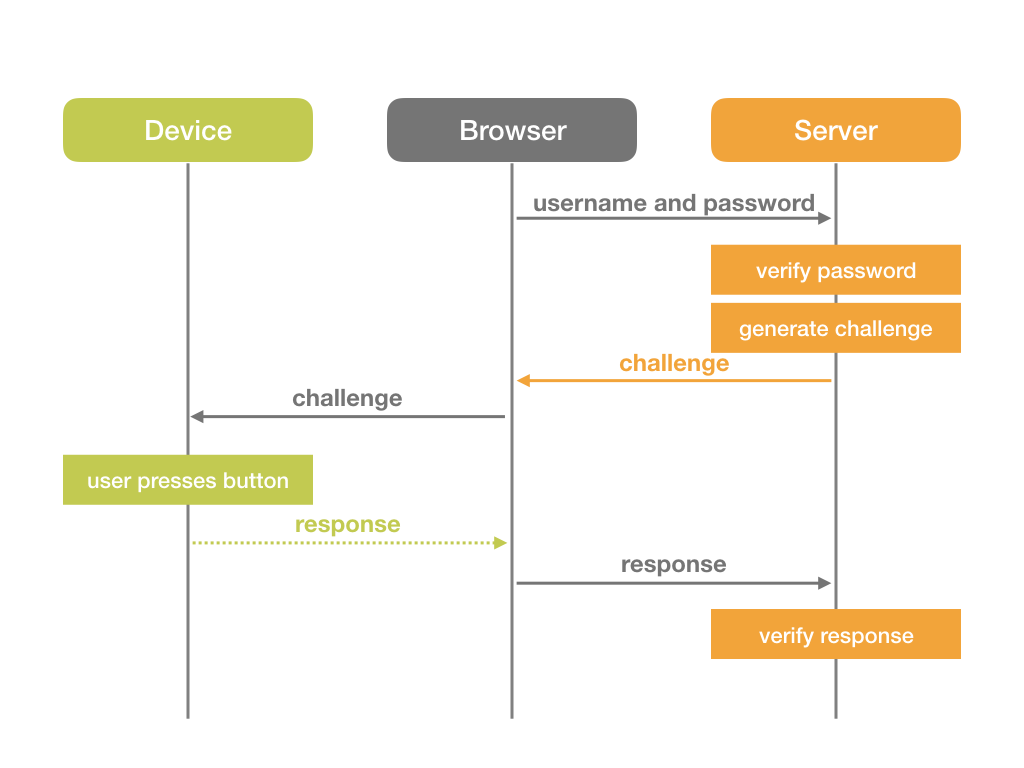 Device
Browser
Server
username and password
verify password
generate challenge
challenge
challenge
user presses button
response
response
verify response